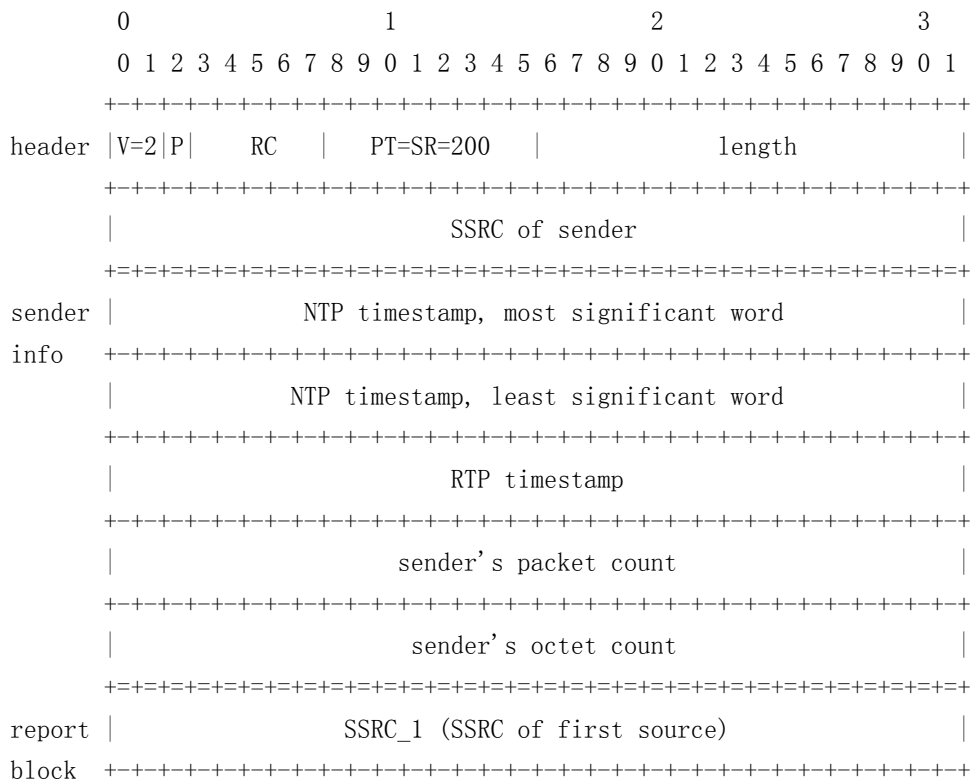 0                   1                   2                   3
0 1 2 3 4 5 6 7 8 9 0 1 2 3 4 5 6 7 8 9 0 1 2 3 4 5 6 7 8 9 0 1
+-+-+-+-+-+-+-+-+-+-+-+-+-+-+-+-+-+-+-+-+-+-+-+-+-+-+-+-+-+-+-+-+
header |V=2|P|    RC   |   PT=SR=200   |             length            |
+-+-+-+-+-+-+-+-+-+-+-+-+-+-+-+-+-+-+-+-+-+-+-+-+-+-+-+-+-+-+-+-+
|                         SSRC of sender                        |
+=+=+=+=+=+=+=+=+=+=+=+=+=+=+=+=+=+=+=+=+=+=+=+=+=+=+=+=+=+=+=+=+
sender |              NTP timestamp, most significant word             |
info   +-+-+-+-+-+-+-+-+-+-+-+-+-+-+-+-+-+-+-+-+-+-+-+-+-+-+-+-+-+-+-+-+
|             NTP timestamp, least significant word             |
+-+-+-+-+-+-+-+-+-+-+-+-+-+-+-+-+-+-+-+-+-+-+-+-+-+-+-+-+-+-+-+-+
|                         RTP timestamp                         |
+-+-+-+-+-+-+-+-+-+-+-+-+-+-+-+-+-+-+-+-+-+-+-+-+-+-+-+-+-+-+-+-+
|                     sender's packet count                     |
+-+-+-+-+-+-+-+-+-+-+-+-+-+-+-+-+-+-+-+-+-+-+-+-+-+-+-+-+-+-+-+-+
|                      sender's octet count                     |
+=+=+=+=+=+=+=+=+=+=+=+=+=+=+=+=+=+=+=+=+=+=+=+=+=+=+=+=+=+=+=+=+
report |                 SSRC_1 (SSRC of first source)                 |
block  +-+-+-+-+-+-+-+-+-+-+-+-+-+-+-+-+-+-+-+-+-+-+-+-+-+-+-+-+-+-+-+-+